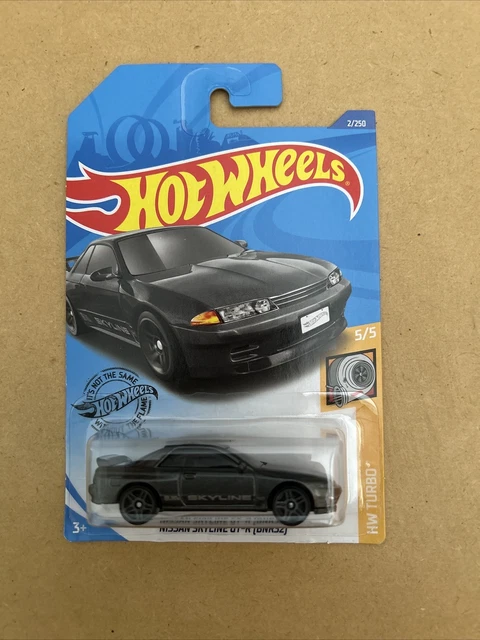 2/250
HOT WHEELS®
SKYLINE
5/5
IT'S NOT THE SAME
HOT WHEELS
HW TURBO™
SKYLINE
3+
NISSAN SKYLINE GT-R [BNR32]